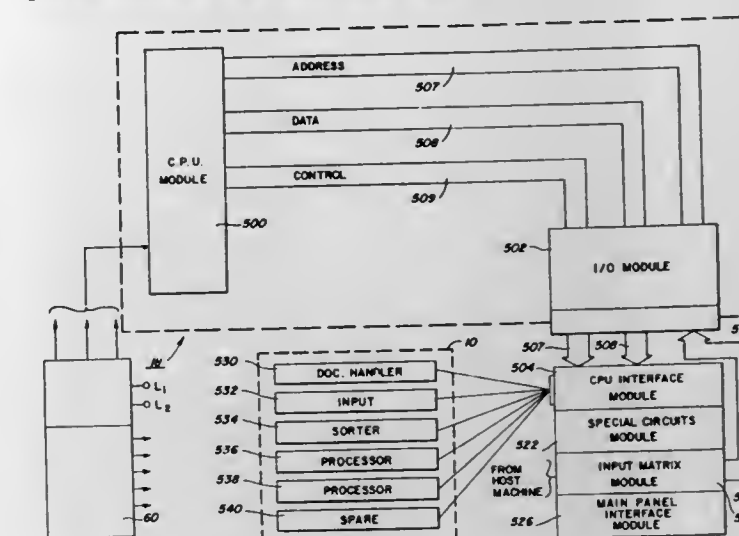 ADDRESS
507
DATA
508
C.P.U.
MODULE
CONTROL
509
500
502
I/O MODULE
18
507
508
10
504
530
DOC. HANDLER
CPU INTERFACE
MODULE
L1
532
INPUT
L2
534
SORTER
SPECIAL CIRCUITS
MODULE
522
536
PROCESSOR
FROM
HOST
MACHINE
INPUT MATRIX
MODULE
538
PROCESSOR
540
SPARE
526
MAIN PANEL
INTERFACE
MODULE
60